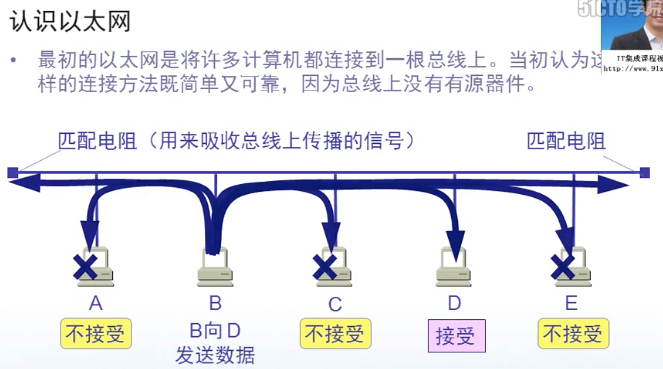 51CTO学院
认识以太网
• 最初的以太网是将许多计算机都连接到一根总线上。当初认为这
样的连接方法既简单又可靠，因为总线上没有有源器件。
IT集成课程视
http://www.91x
匹配电阻（用来吸收总线上传播的信号） 匹配电阻
A B C D E
不接受 B向D 不接受 接受 不接受
发送数据